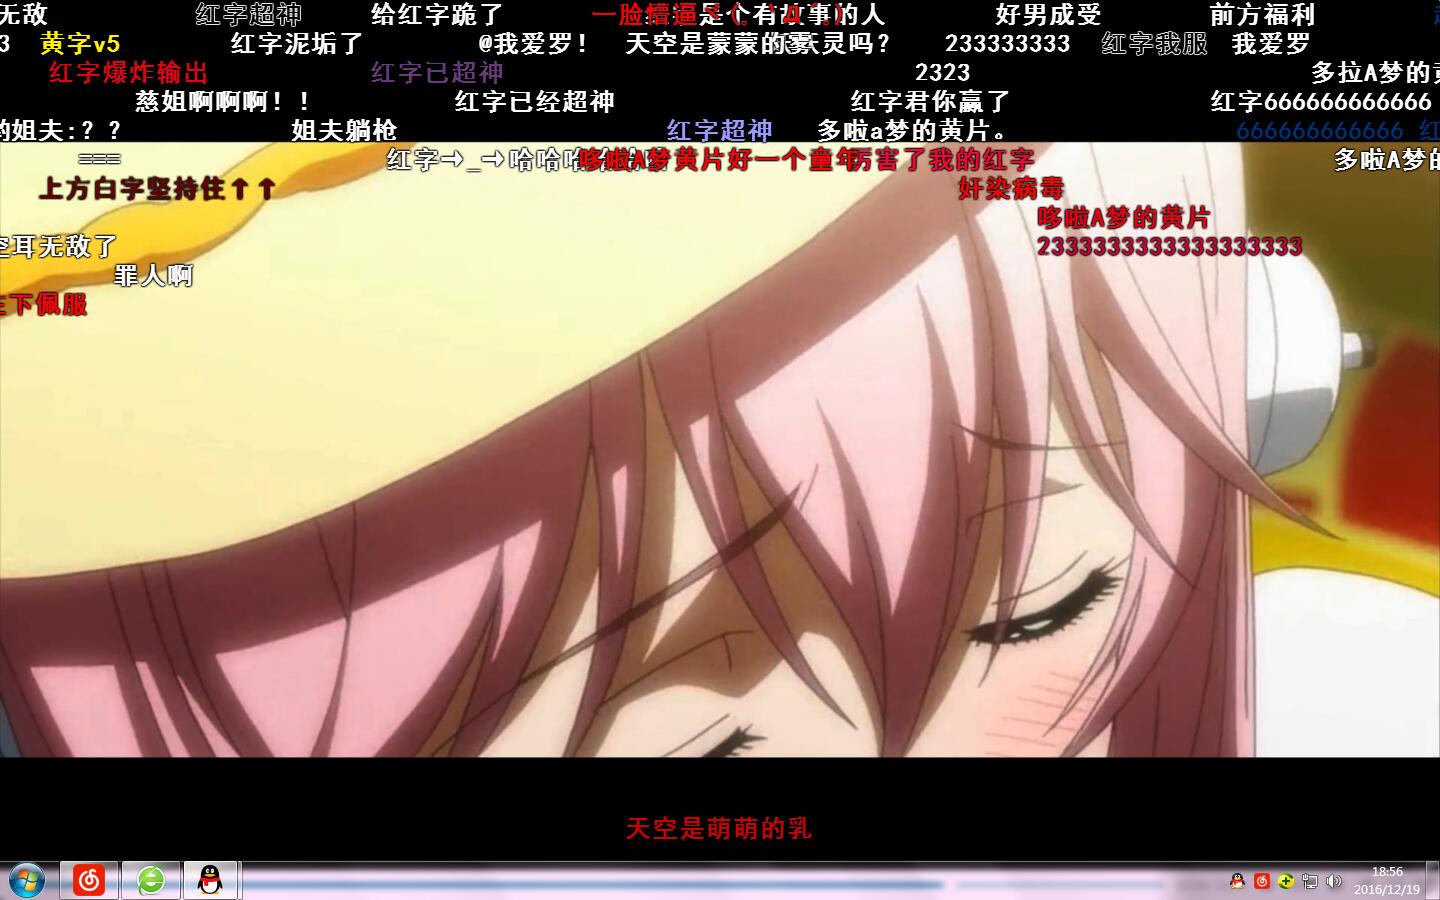 无敌 红字超神 给红字跪了 一脸懵逼 是个有故事的人 好男成受 前方福利
3 黄字v5 红字泥垢了 @我爱罗！ 天空是蒙蒙的 妖灵吗？ 233333333 红字我服 我爱罗
红字爆炸输出 红字已超神 2323 多拉A梦的
慈姐啊啊啊！！ 红字已经超神 红字君你赢了 红字666666666666
姐夫:？？ 姐夫躺枪 红字超神 多啦a梦的黄片。 666666666666 红
=== 红字→_→哈哈哈 哆啦A梦黄片好一个童年 厉害了我的红字 多啦A梦的
上方白字坚持住↑↑ 奸染病毒
哆啦A梦的黄片
空耳无敌了 2333333333333333333
罪人啊
下佩服
天空是萌萌的乳
18:56
2016/12/19